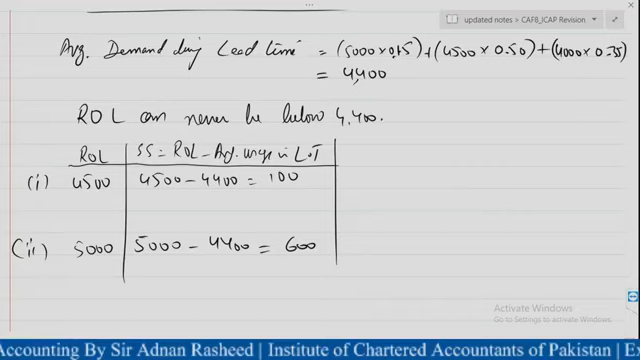 updated notes > CAF8_ICAP Revision
Avg. Demand during Lead time = (5000 x 0.15) + (4500 x 0.50) + (4000 x 0.35)
= 4,400
ROL can never be below 4,400.
ROL SS = ROL - Avg. usage in LOT
(i) 4500 4500 - 4400 = 100
(ii) 5000 5000 - 4400 = 600
Activate Windows
Go to Settings to activate Windows.
Accounting By Sir Adnan Rasheed | Institute of Chartered Accountants of Pakistan | Ex